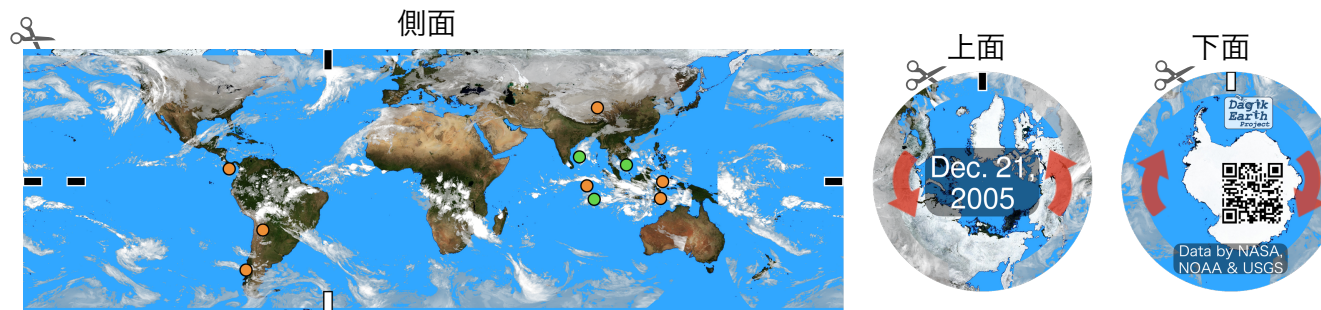 側面
上面
下面
Dec. 21,
2005
Dagik
Earth
Project
Data by NASA,
NOAA & USGS